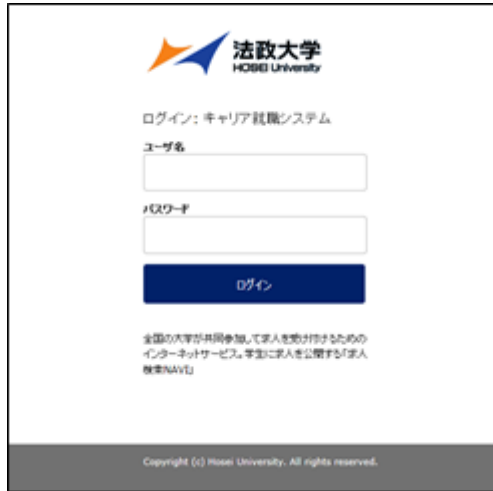 法政大学
HOSEI University
ログイン: キャリア就職システム
ユーザ名
パスワード
ログイン
全国の大学が共同参加して求人を受け付けるための
インターネットサービス。学生に求人を公開する「求人
検索NAVI」
Copyright (c) Hosei University. All rights reserved.